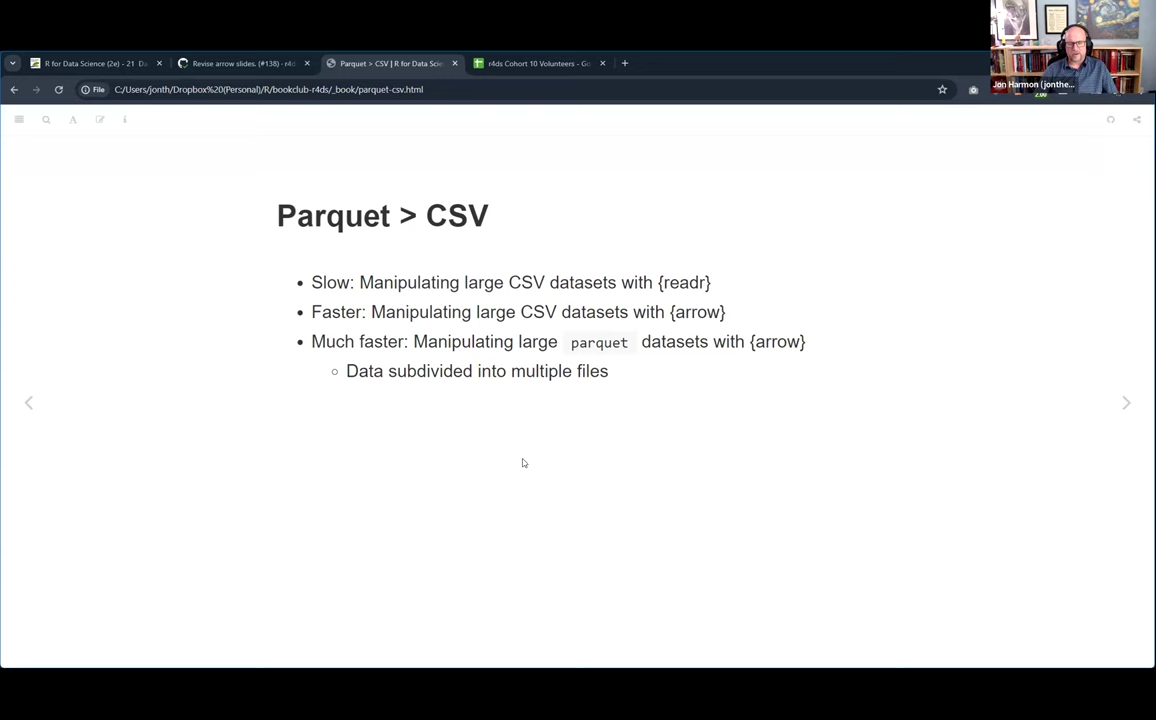 R for Data Science (2e) - 21 Da
Revise arrow slides. (#138) · r4d
Parquet > CSV | R for Data Scie
r4ds Cohort 10 Volunteers - Go
File
C:/Users/jonth/Dropbox%20(Personal)/R/bookclub-r4ds/_book/parquet-csv.html
Jon Harmon (jonthe...
Parquet > CSV
• Slow: Manipulating large CSV datasets with {readr}
• Faster: Manipulating large CSV datasets with {arrow}
• Much faster: Manipulating large parquet datasets with {arrow}
◦ Data subdivided into multiple files